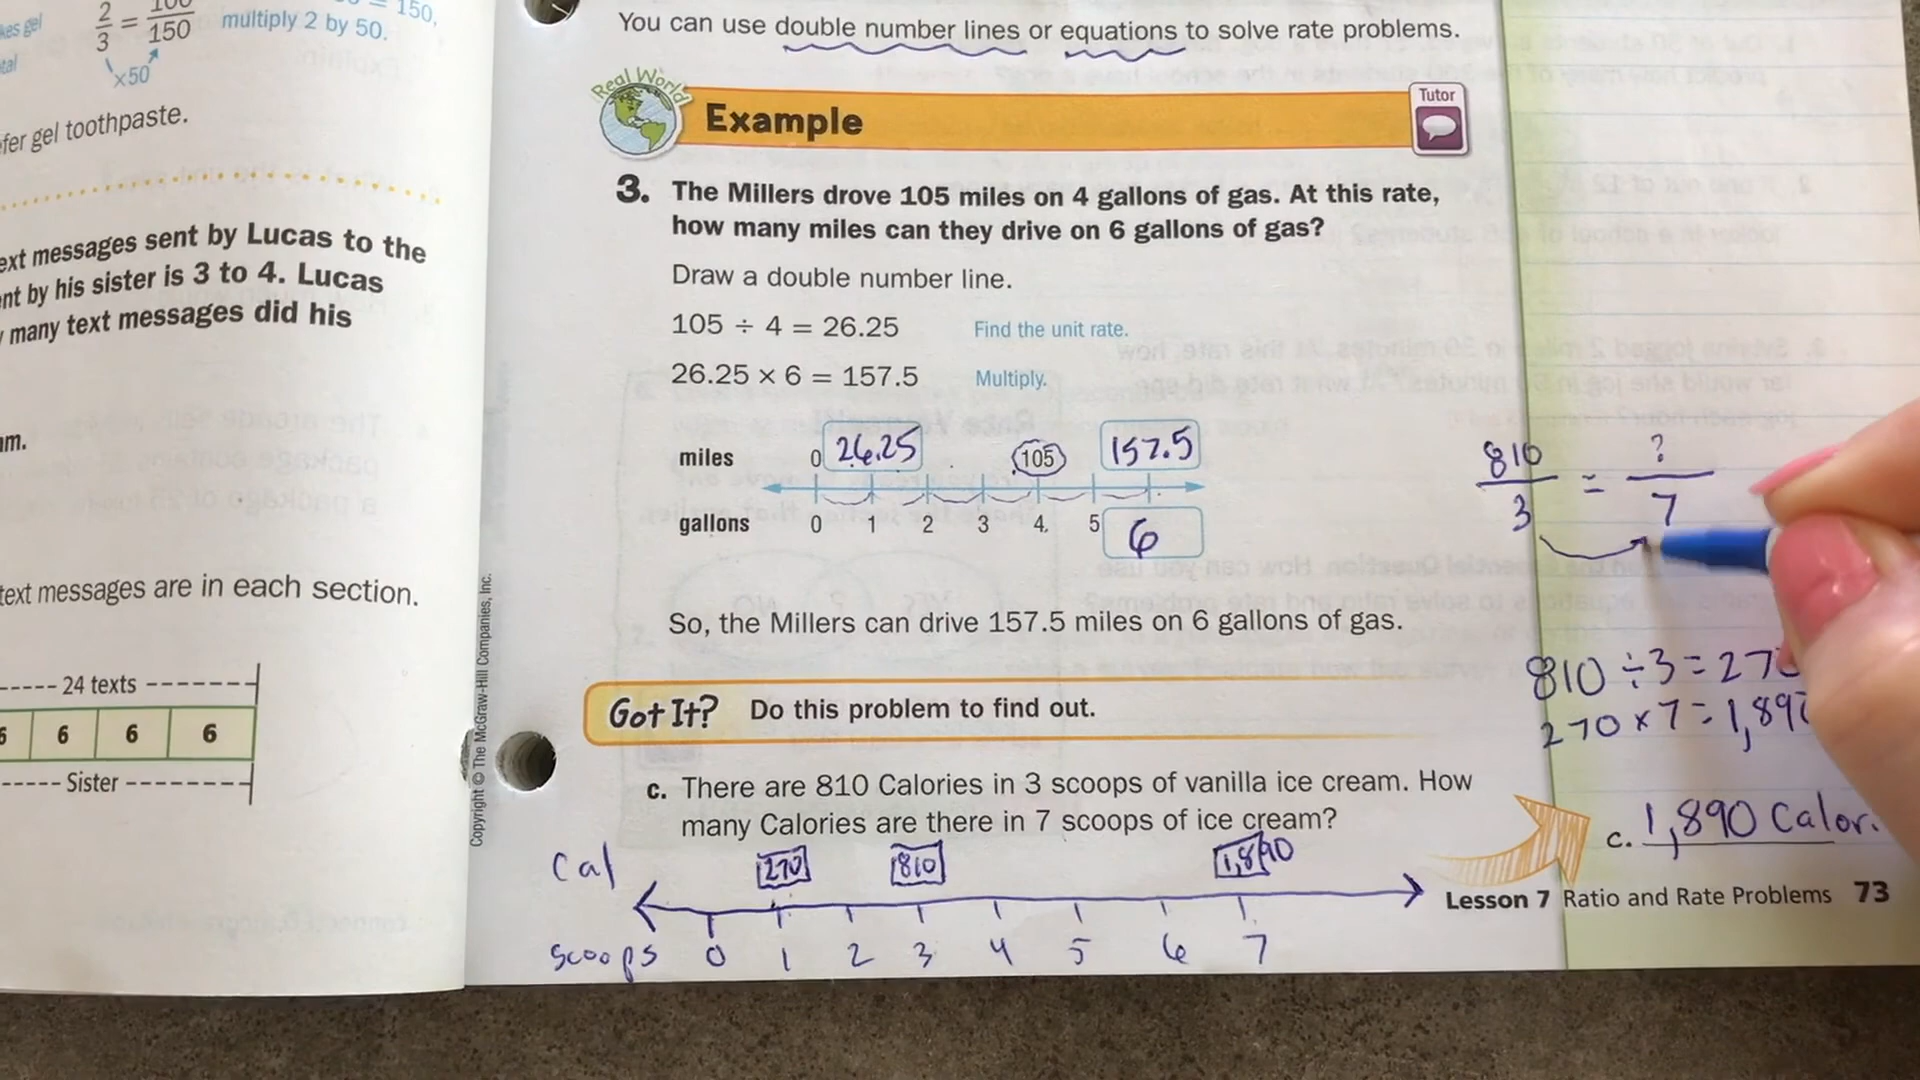 2/3 = 100/150
multiply 2 by 50.
= 150,
×50
fer gel toothpaste.
ext messages sent by Lucas to the
nt by his sister is 3 to 4. Lucas
many text messages did his
m.
text messages are in each section.
24 texts
6 6 6 6
Sister
Copyright © The McGraw-Hill Companies, Inc.
You can use double number lines or equations to solve rate problems.
Real World
Example
Tutor
3. The Millers drove 105 miles on 4 gallons of gas. At this rate,
how many miles can they drive on 6 gallons of gas?
Draw a double number line.
105 ÷ 4 = 26.25 Find the unit rate.
26.25 × 6 = 157.5 Multiply.
miles 0 26.25 105 157.5
gallons 0 1 2 3 4 5 6
So, the Millers can drive 157.5 miles on 6 gallons of gas.
810/3 = ?/7
810 ÷ 3 = 270
270 × 7 = 1,890
Got It? Do this problem to find out.
c. There are 810 Calories in 3 scoops of vanilla ice cream. How
many Calories are there in 7 scoops of ice cream?
c. 1,890 Calor.
Cal 270 810 1,890
Scoops 0 1 2 3 4 5 6 7
Lesson 7 Ratio and Rate Problems 73